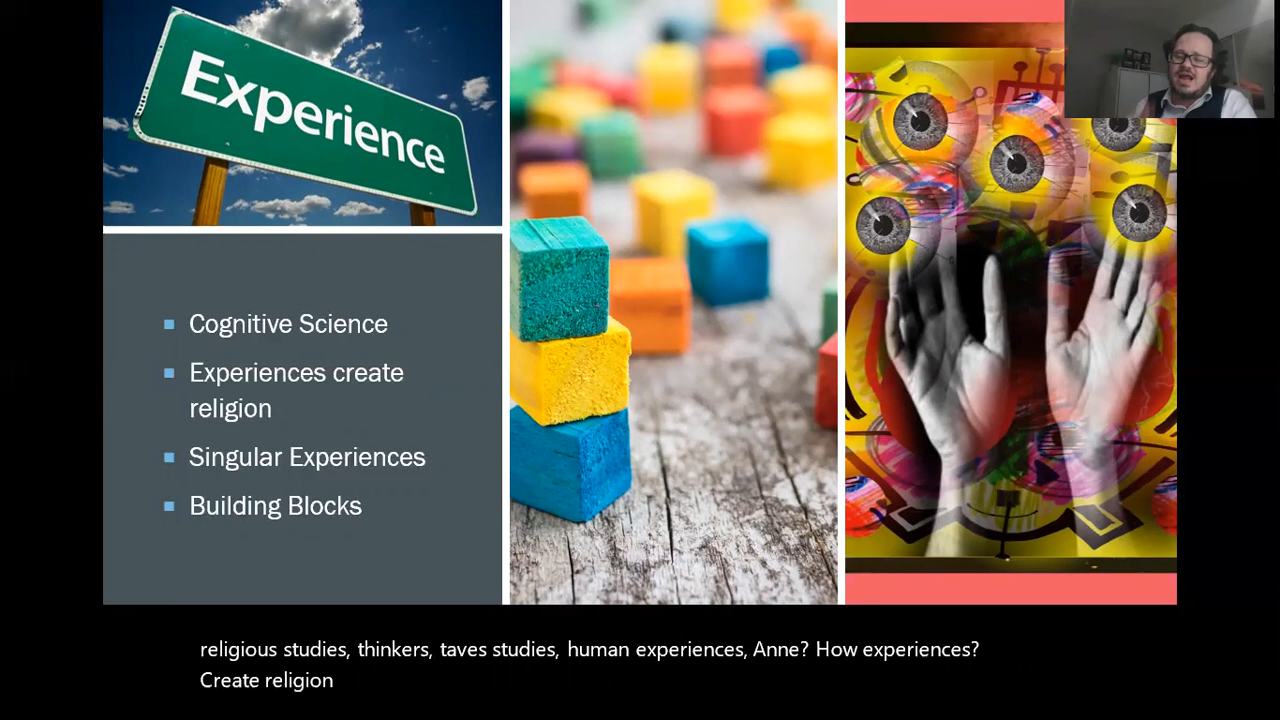 Experience
Cognitive Science
Experiences create
religion
Singular Experiences
Building Blocks
religious studies, thinkers, taves studies, human experiences, Anne? How experiences?
Create religion